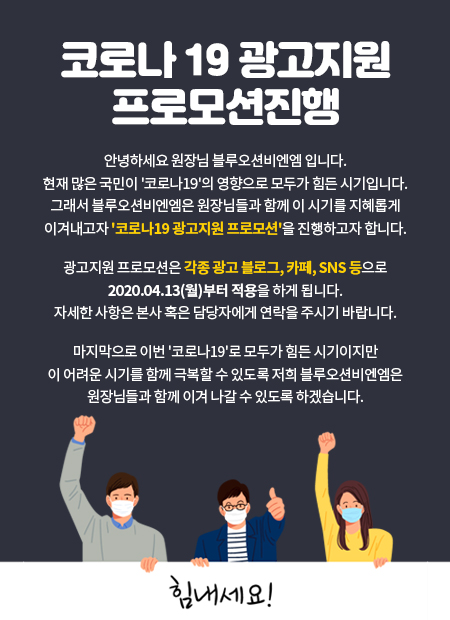 코로나 19 광고지원
프로모션진행
안녕하세요 원장님 블루오션비엔엠 입니다.
현재 많은 국민이 '코로나19'의 영향으로 모두가 힘든 시기입니다.
그래서 블루오션비엔엠은 원장님들과 함께 이 시기를 지혜롭게
이겨내고자 '코로나19 광고지원 프로모션'을 진행하고자 합니다.
광고지원 프로모션은 각종 광고 블로그, 카페, SNS 등으로
2020.04.13(월)부터 적용을 하게 됩니다.
자세한 사항은 본사 혹은 담당자에게 연락을 주시기 바랍니다.
마지막으로 이번 '코로나19'로 모두가 힘든 시기이지만
이 어려운 시기를 함께 극복할 수 있도록 저희 블루오션비엔엠은
원장님들과 함께 이겨 나갈 수 있도록 하겠습니다.
힘내세요!